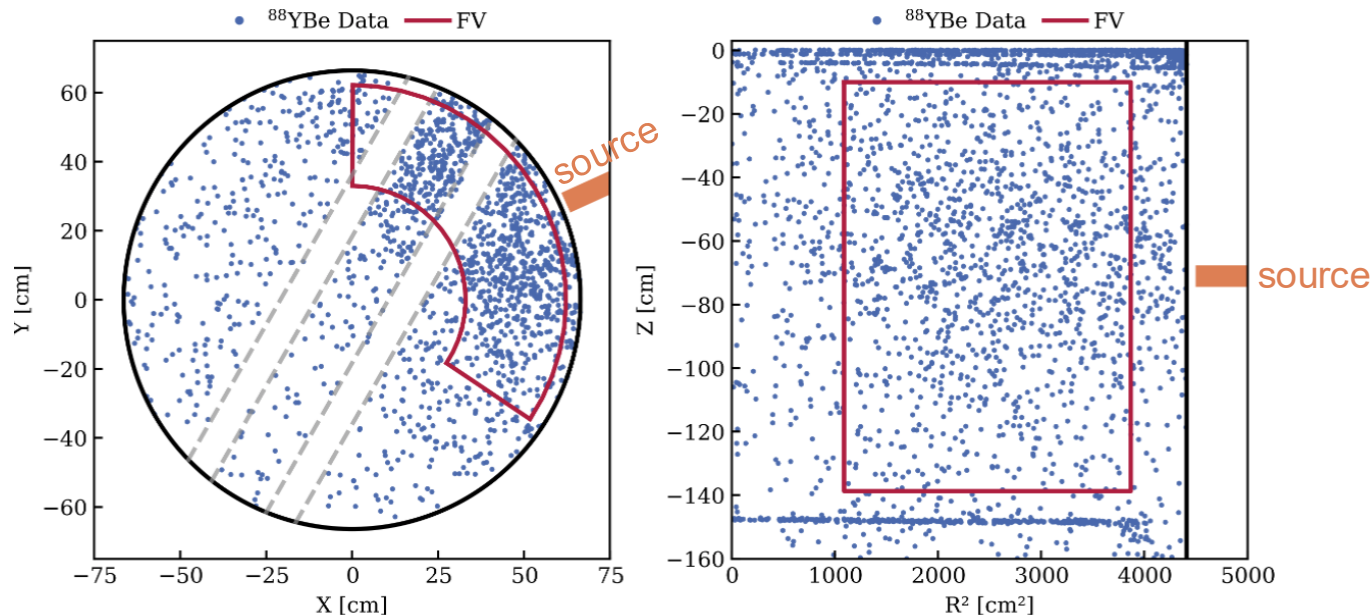 ⁸⁸YBe Data FV
source
Y [cm]
60
40
20
0
−20
−40
−60
−75 −50 −25 0 25 50 75
X [cm]
⁸⁸YBe Data FV
source
Z [cm]
0
−20
−40
−60
−80
−100
−120
−140
−160
0 1000 2000 3000 4000 5000
R² [cm²]